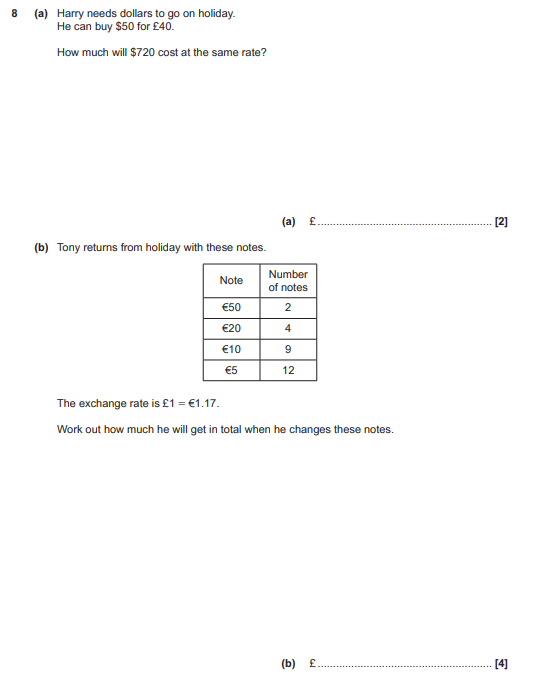 8 (a) Harry needs dollars to go on holiday.
He can buy $50 for £40.
How much will $720 cost at the same rate?
(a) £.......................................................... [2]
(b) Tony returns from holiday with these notes.
Note Number of notes
€50 2
€20 4
€10 9
€5 12
The exchange rate is £1 = €1.17.
Work out how much he will get in total when he changes these notes.
(b) £.......................................................... [4]